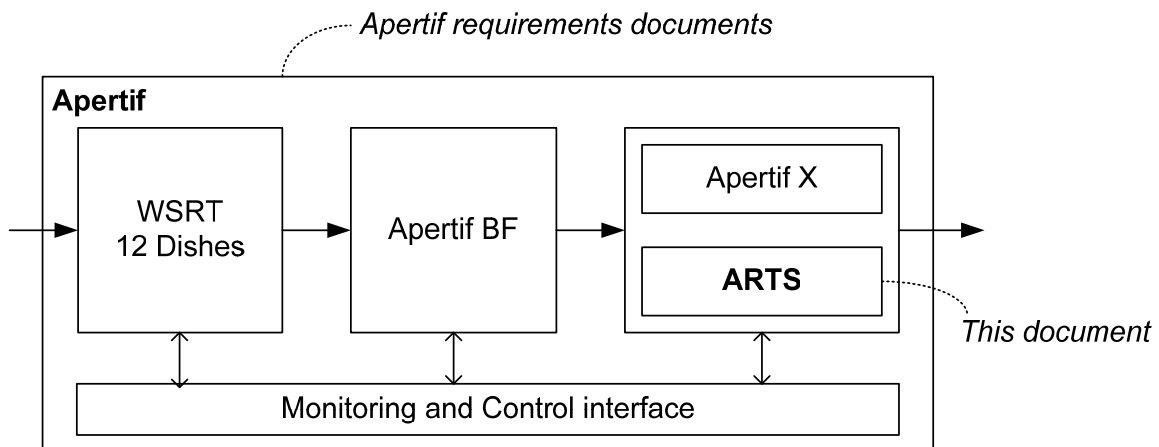 Apertif requirements documents
Apertif
WSRT
12 Dishes
Apertif BF
Apertif X
ARTS
This document
Monitoring and Control interface